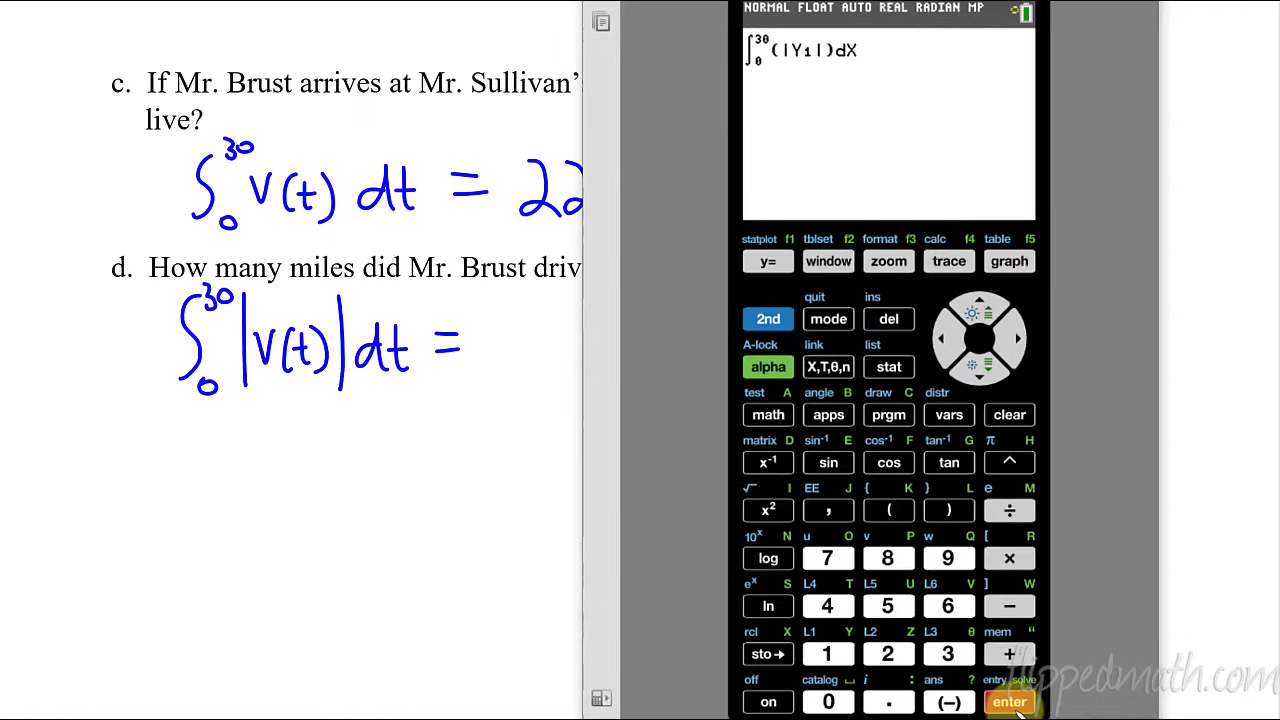 NORMAL FLOAT AUTO REAL RADIAN MP
∫₀³⁰(|Y₁|)dX
c. If Mr. Brust arrives at Mr. Sullivan's
live?
∫₀³⁰ v(t) dt = 22
d. How many miles did Mr. Brust driv
∫₀³⁰ |v(t)| dt =
statplot f1 tblset f2 format f3 calc f4 table f5
y= window zoom trace graph
quit ins
2nd mode del
A-lock link list
alpha X,T,θ,n stat
test A angle B draw C distr
math apps prgm vars clear
matrix D sin⁻¹ E cos⁻¹ F tan⁻¹ G π H
x⁻¹ sin cos tan ^
√ I EE J { K } L e M
x² , ( ) ÷
10ˣ N u O v P w Q [ R
log 7 8 9 ×
eˣ S L4 T L5 U L6 V ] W
ln 4 5 6 −
rcl X L1 Y L2 Z L3 θ mem "
sto→ 1 2 3 +
flippedmath.com
off catalog ␣ i : ans ? entry solve
on 0 . (−) enter